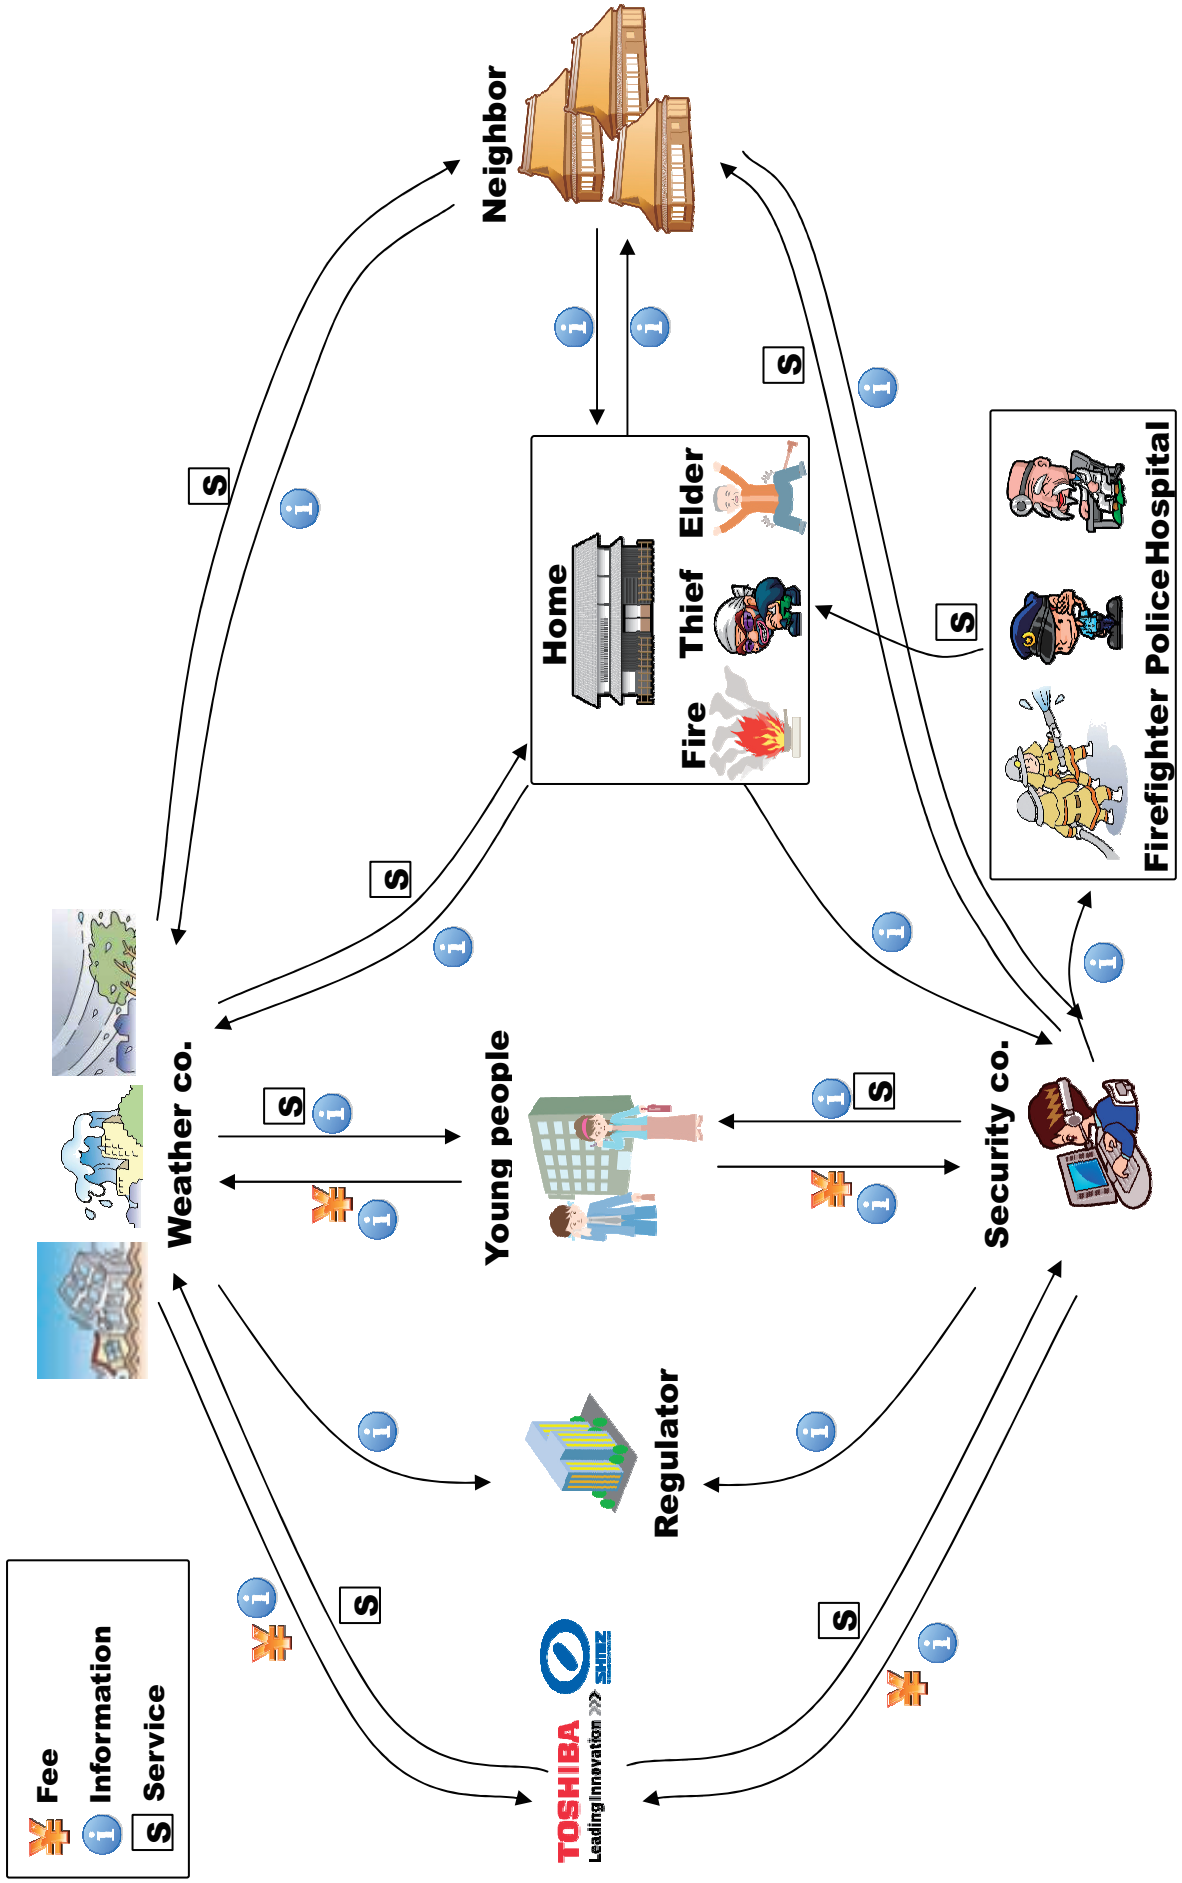 ¥ Fee
i Information
S Service
Weather co.
S
¥ i
S i
i
¥ i
S
i
S
i
Young people
Neighbor
Home
i
TOSHIBA
Leading Innovation >>>
i
Regulator
Fire Thief Elder
S
i
¥ i
i S
S
i
i
¥ i
S
Security co.
i
Firefighter Police Hospital